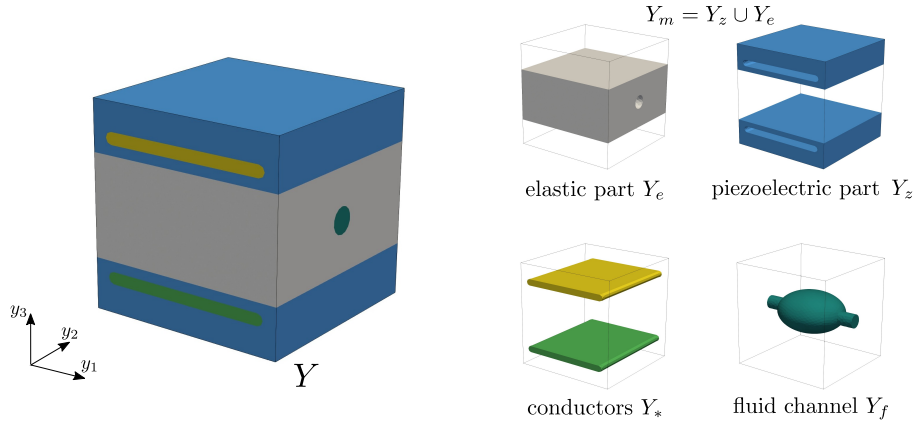 Y_m = Y_z ∪ Y_e
elastic part Y_e
piezoelectric part Y_z
y_3
y_2
y_1
Y
conductors Y_*
fluid channel Y_f